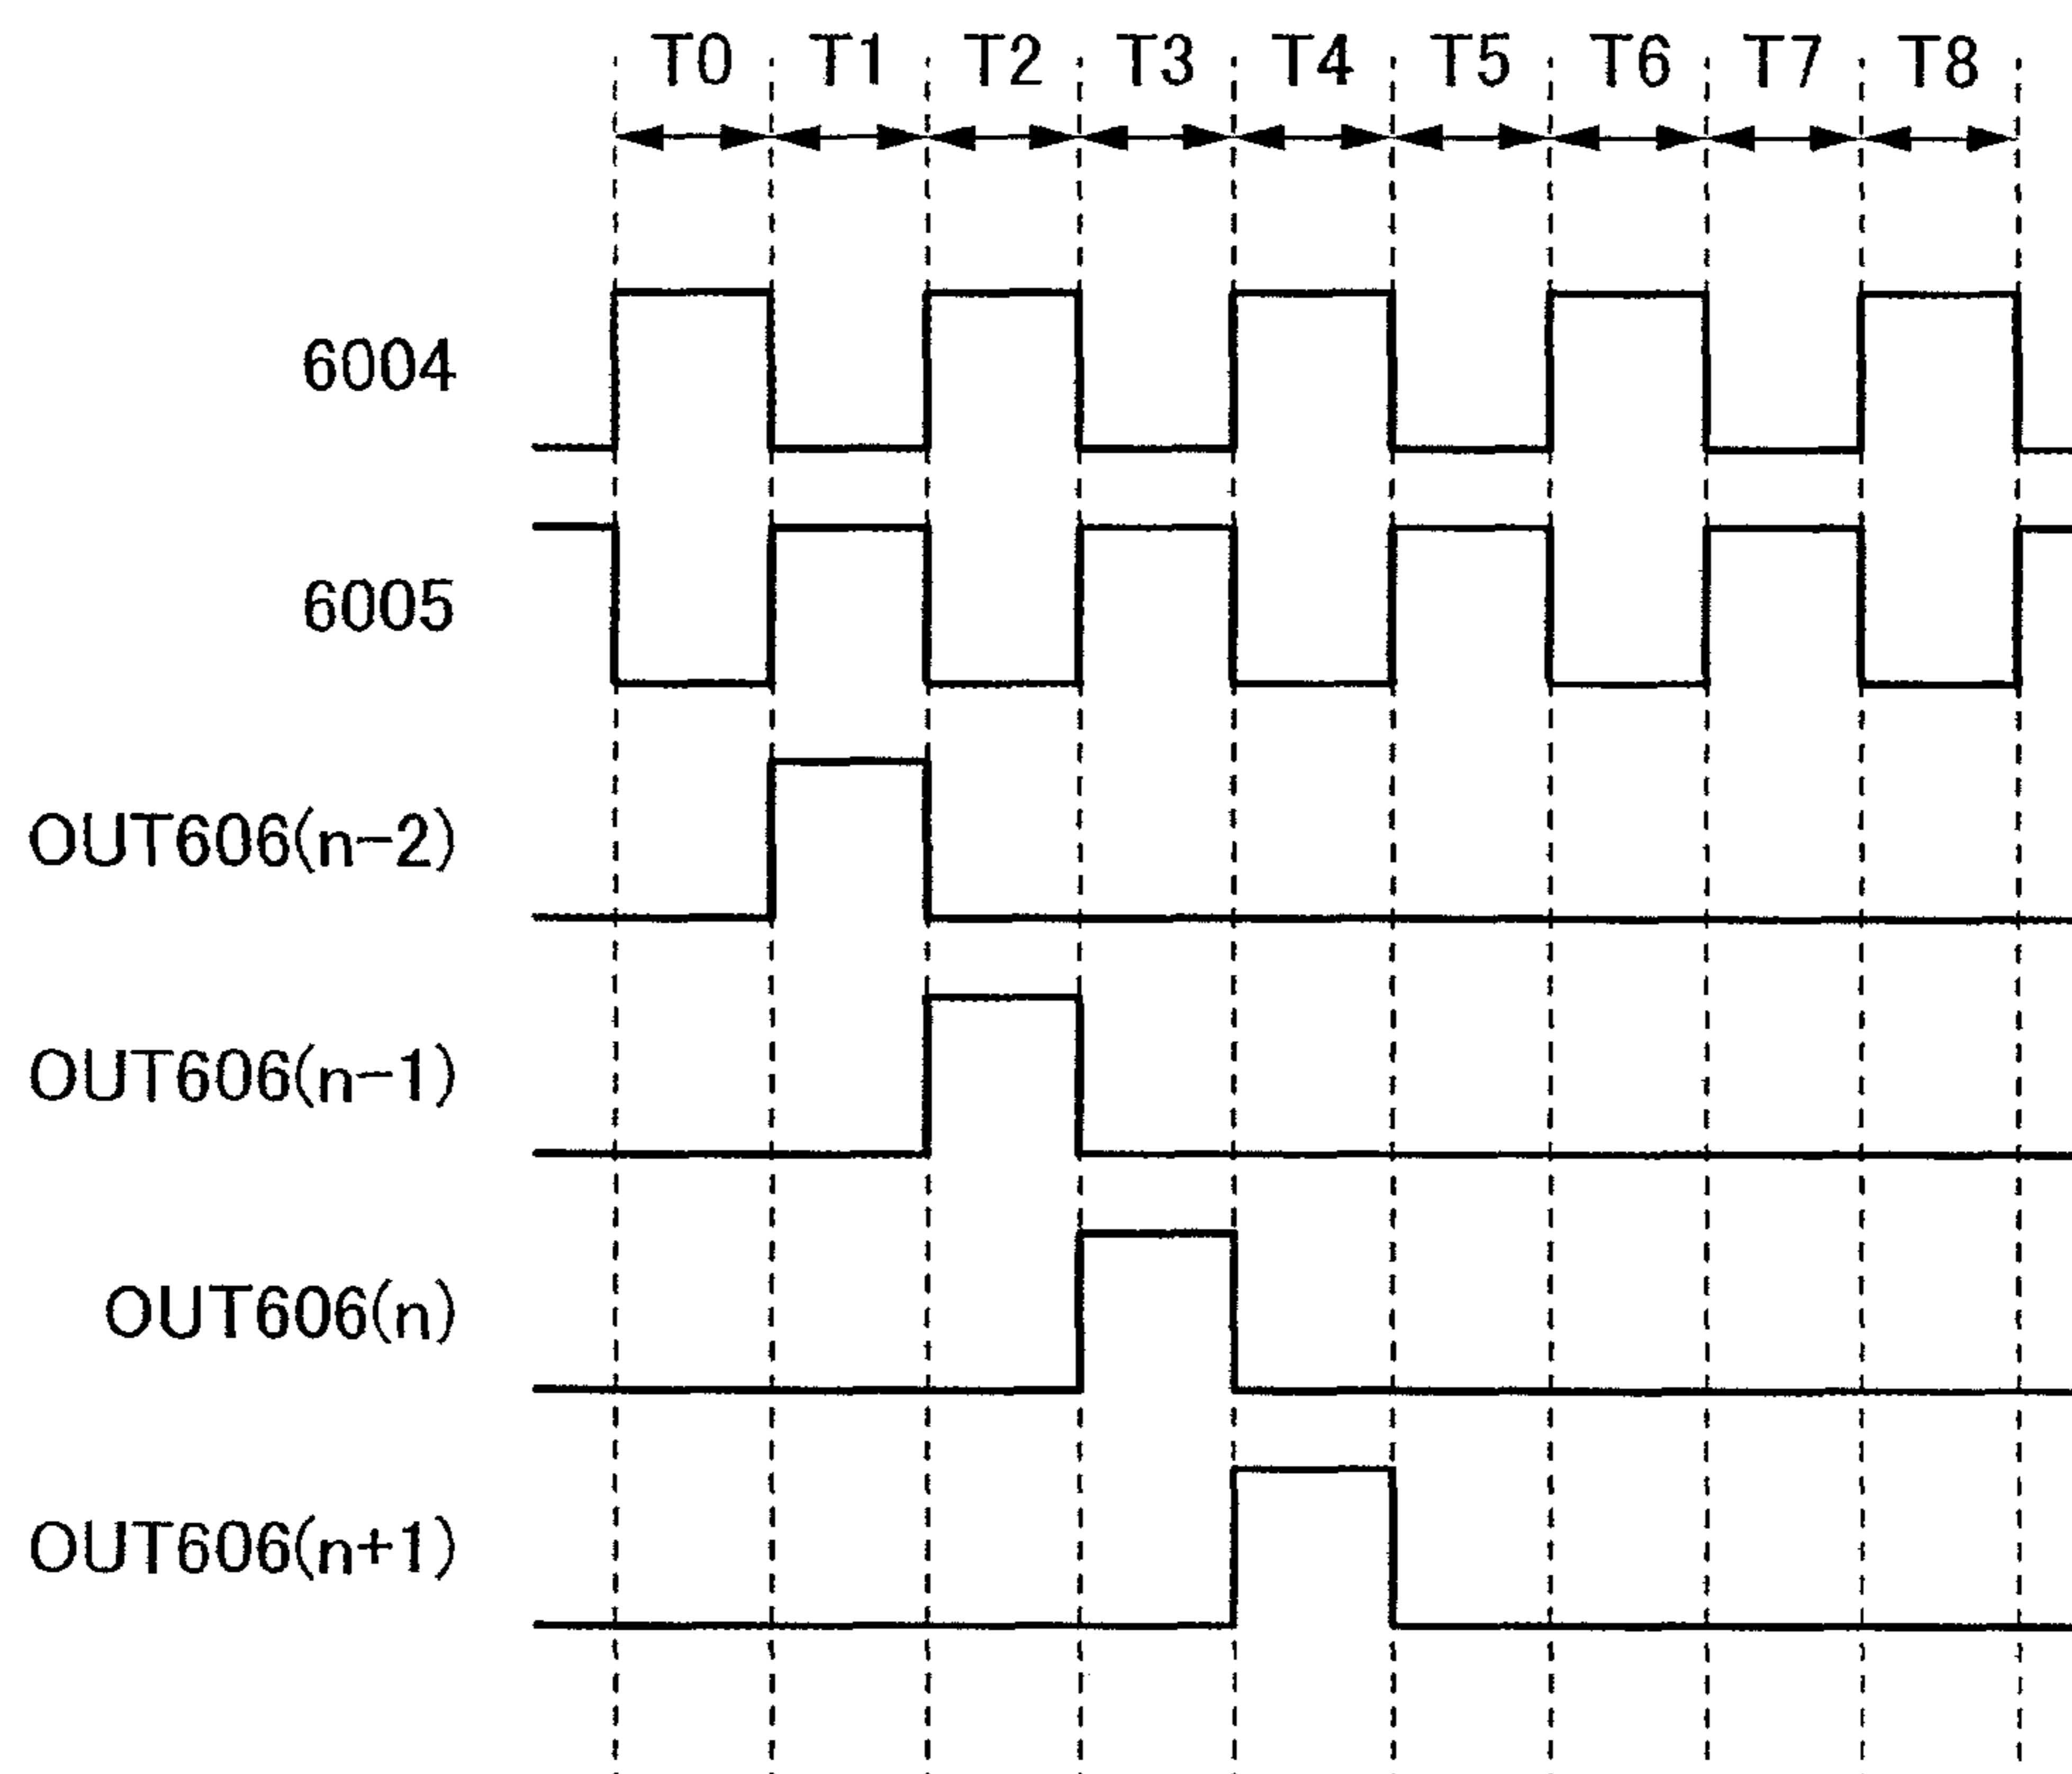 T0 T1 T2 T3 T4 T5 T6 T7 T8
6004
6005
OUT606(n-2)
OUT606(n-1)
OUT606(n)
OUT606(n+1)